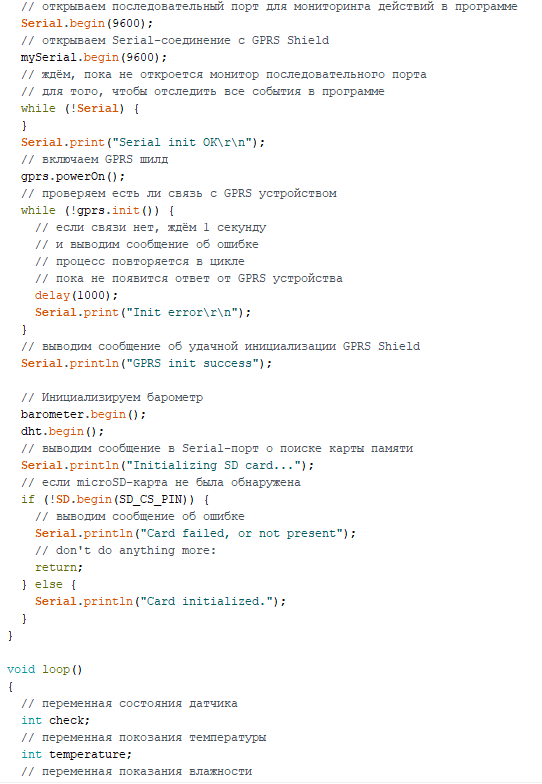 // открываем последовательный порт для мониторинга действий в программе
Serial.begin(9600);
// открываем Serial-соединение с GPRS Shield
mySerial.begin(9600);
// ждём, пока не откроется монитор последовательного порта
// для того, чтобы отследить все события в программе
while (!Serial) {
}
Serial.print("Serial init OK\r\n");
// включаем GPRS шилд
gprs.powerOn();
// проверяем есть ли связь с GPRS устройством
while (!gprs.init()) {
// если связи нет, ждём 1 секунду
// и выводим сообщение об ошибке
// процесс повторяется в цикле
// пока не появится ответ от GPRS устройства
delay(1000);
Serial.print("Init error\r\n");
}
// выводим сообщение об удачной инициализации GPRS Shield
Serial.println("GPRS init success");
// Инициализируем барометр
barometer.begin();
dht.begin();
// выводим сообщение в Serial-порт о поиске карты памяти
Serial.println("Initializing SD card...");
// если microSD-карта не была обнаружена
if (!SD.begin(SD_CS_PIN)) {
// выводим сообщение об ошибке
Serial.println("Card failed, or not present");
// don't do anything more:
return;
} else {
Serial.println("Card initialized.");
}
}
void loop()
{
// переменная состояния датчика
int check;
// переменная покозания температуры
int temperature;
// переменная показания влажности